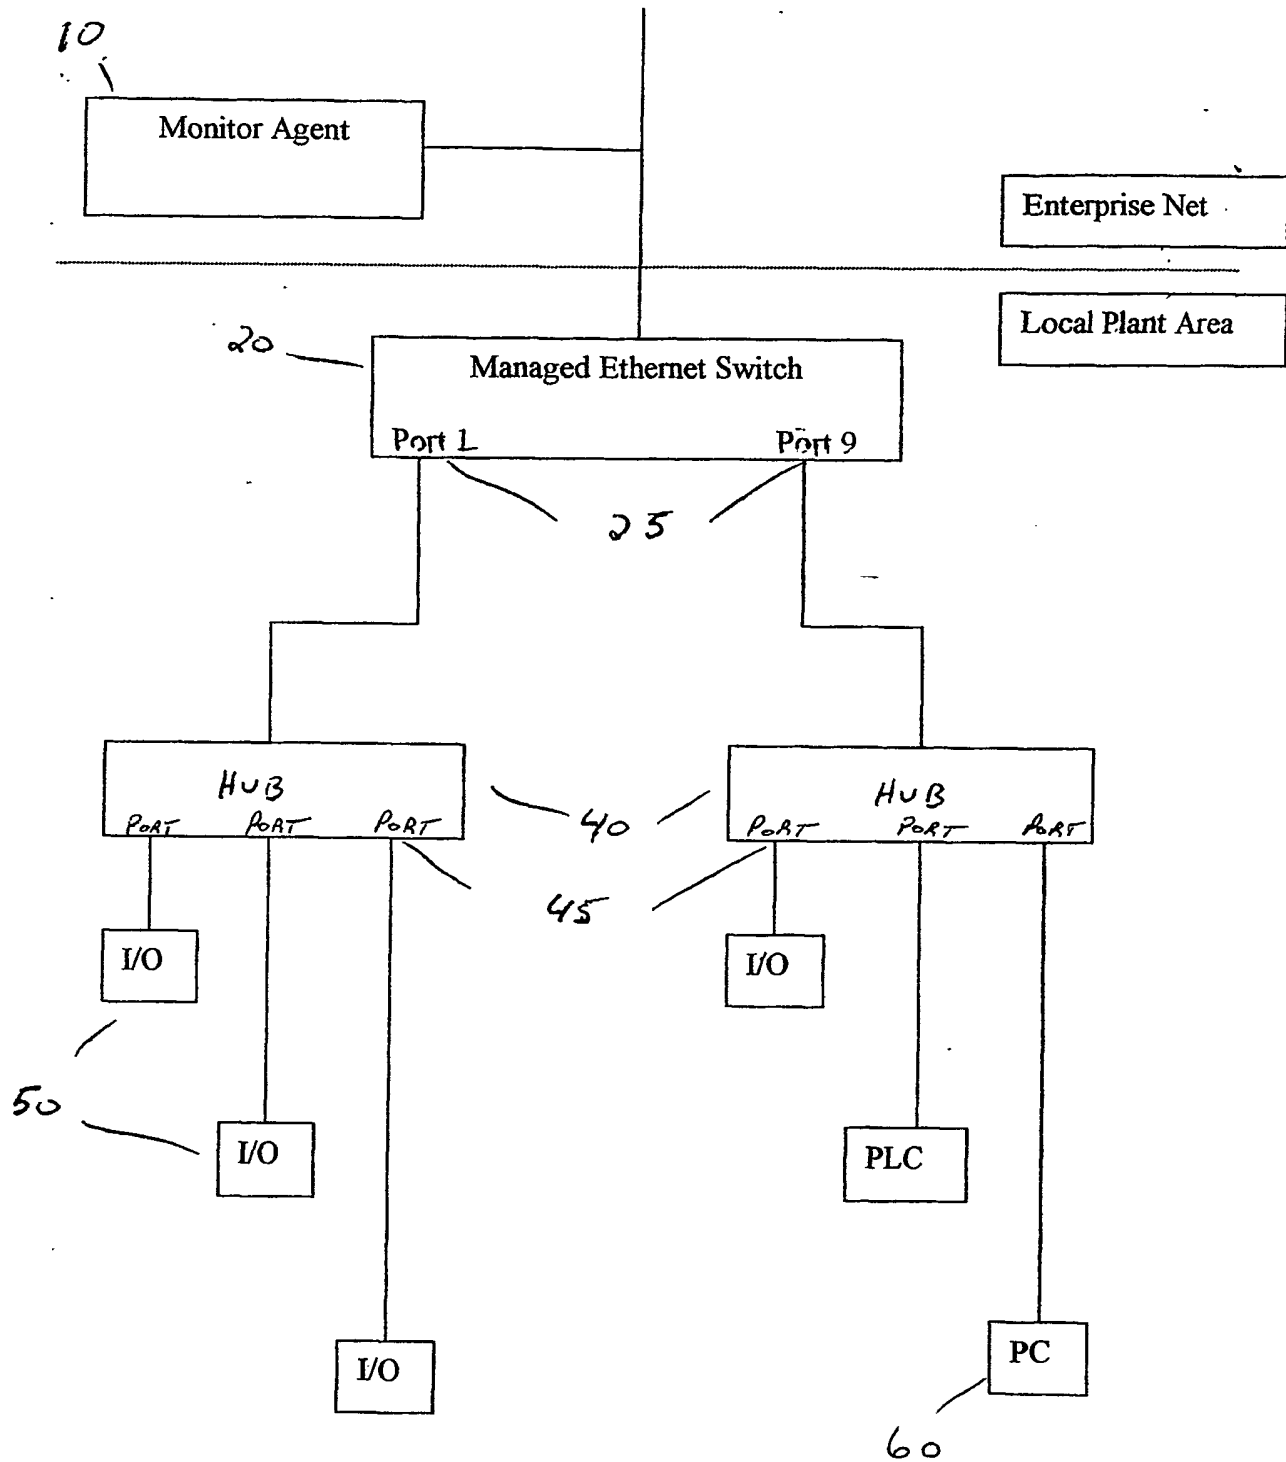 10
Monitor Agent
Enterprise Net
Local Plant Area
20
Managed Ethernet Switch
Port 1
Port 9
25
HUB
PORT PORT PORT
40
HUB
PORT PORT PORT
45
I/O
I/O
50
I/O
PLC
I/O
PC
60